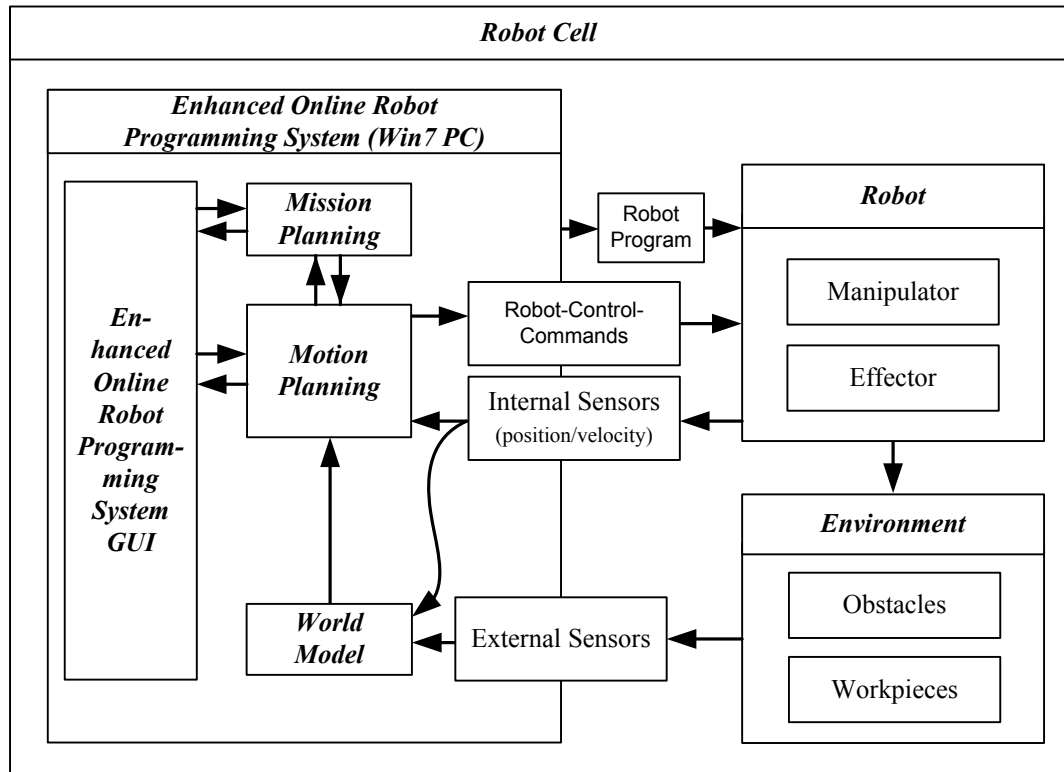 Robot Cell
Enhanced Online Robot
Programming System (Win7 PC)
En-
hanced
Online
Robot
Program-
ming
System
GUI
Mission
Planning
Motion
Planning
World
Model
Robot
Program
Robot-Control-
Commands
Internal Sensors
(position/velocity)
External Sensors
Robot
Manipulator
Effector
Environment
Obstacles
Workpieces